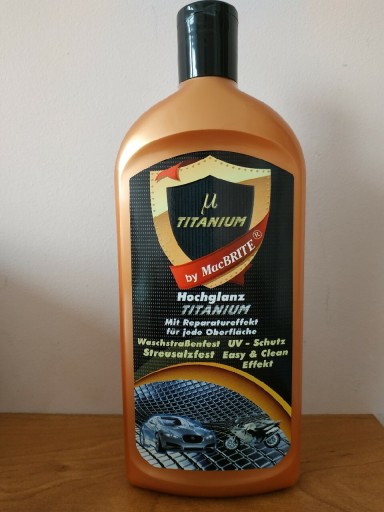 µ
TITANIUM
by MacBRITE®
Hochglanz
TITANIUM
Mit Reparatureffekt
für jede Oberfläche
Waschstraßenfest UV - Schutz
Streusalzfest Easy & Clean
Effekt